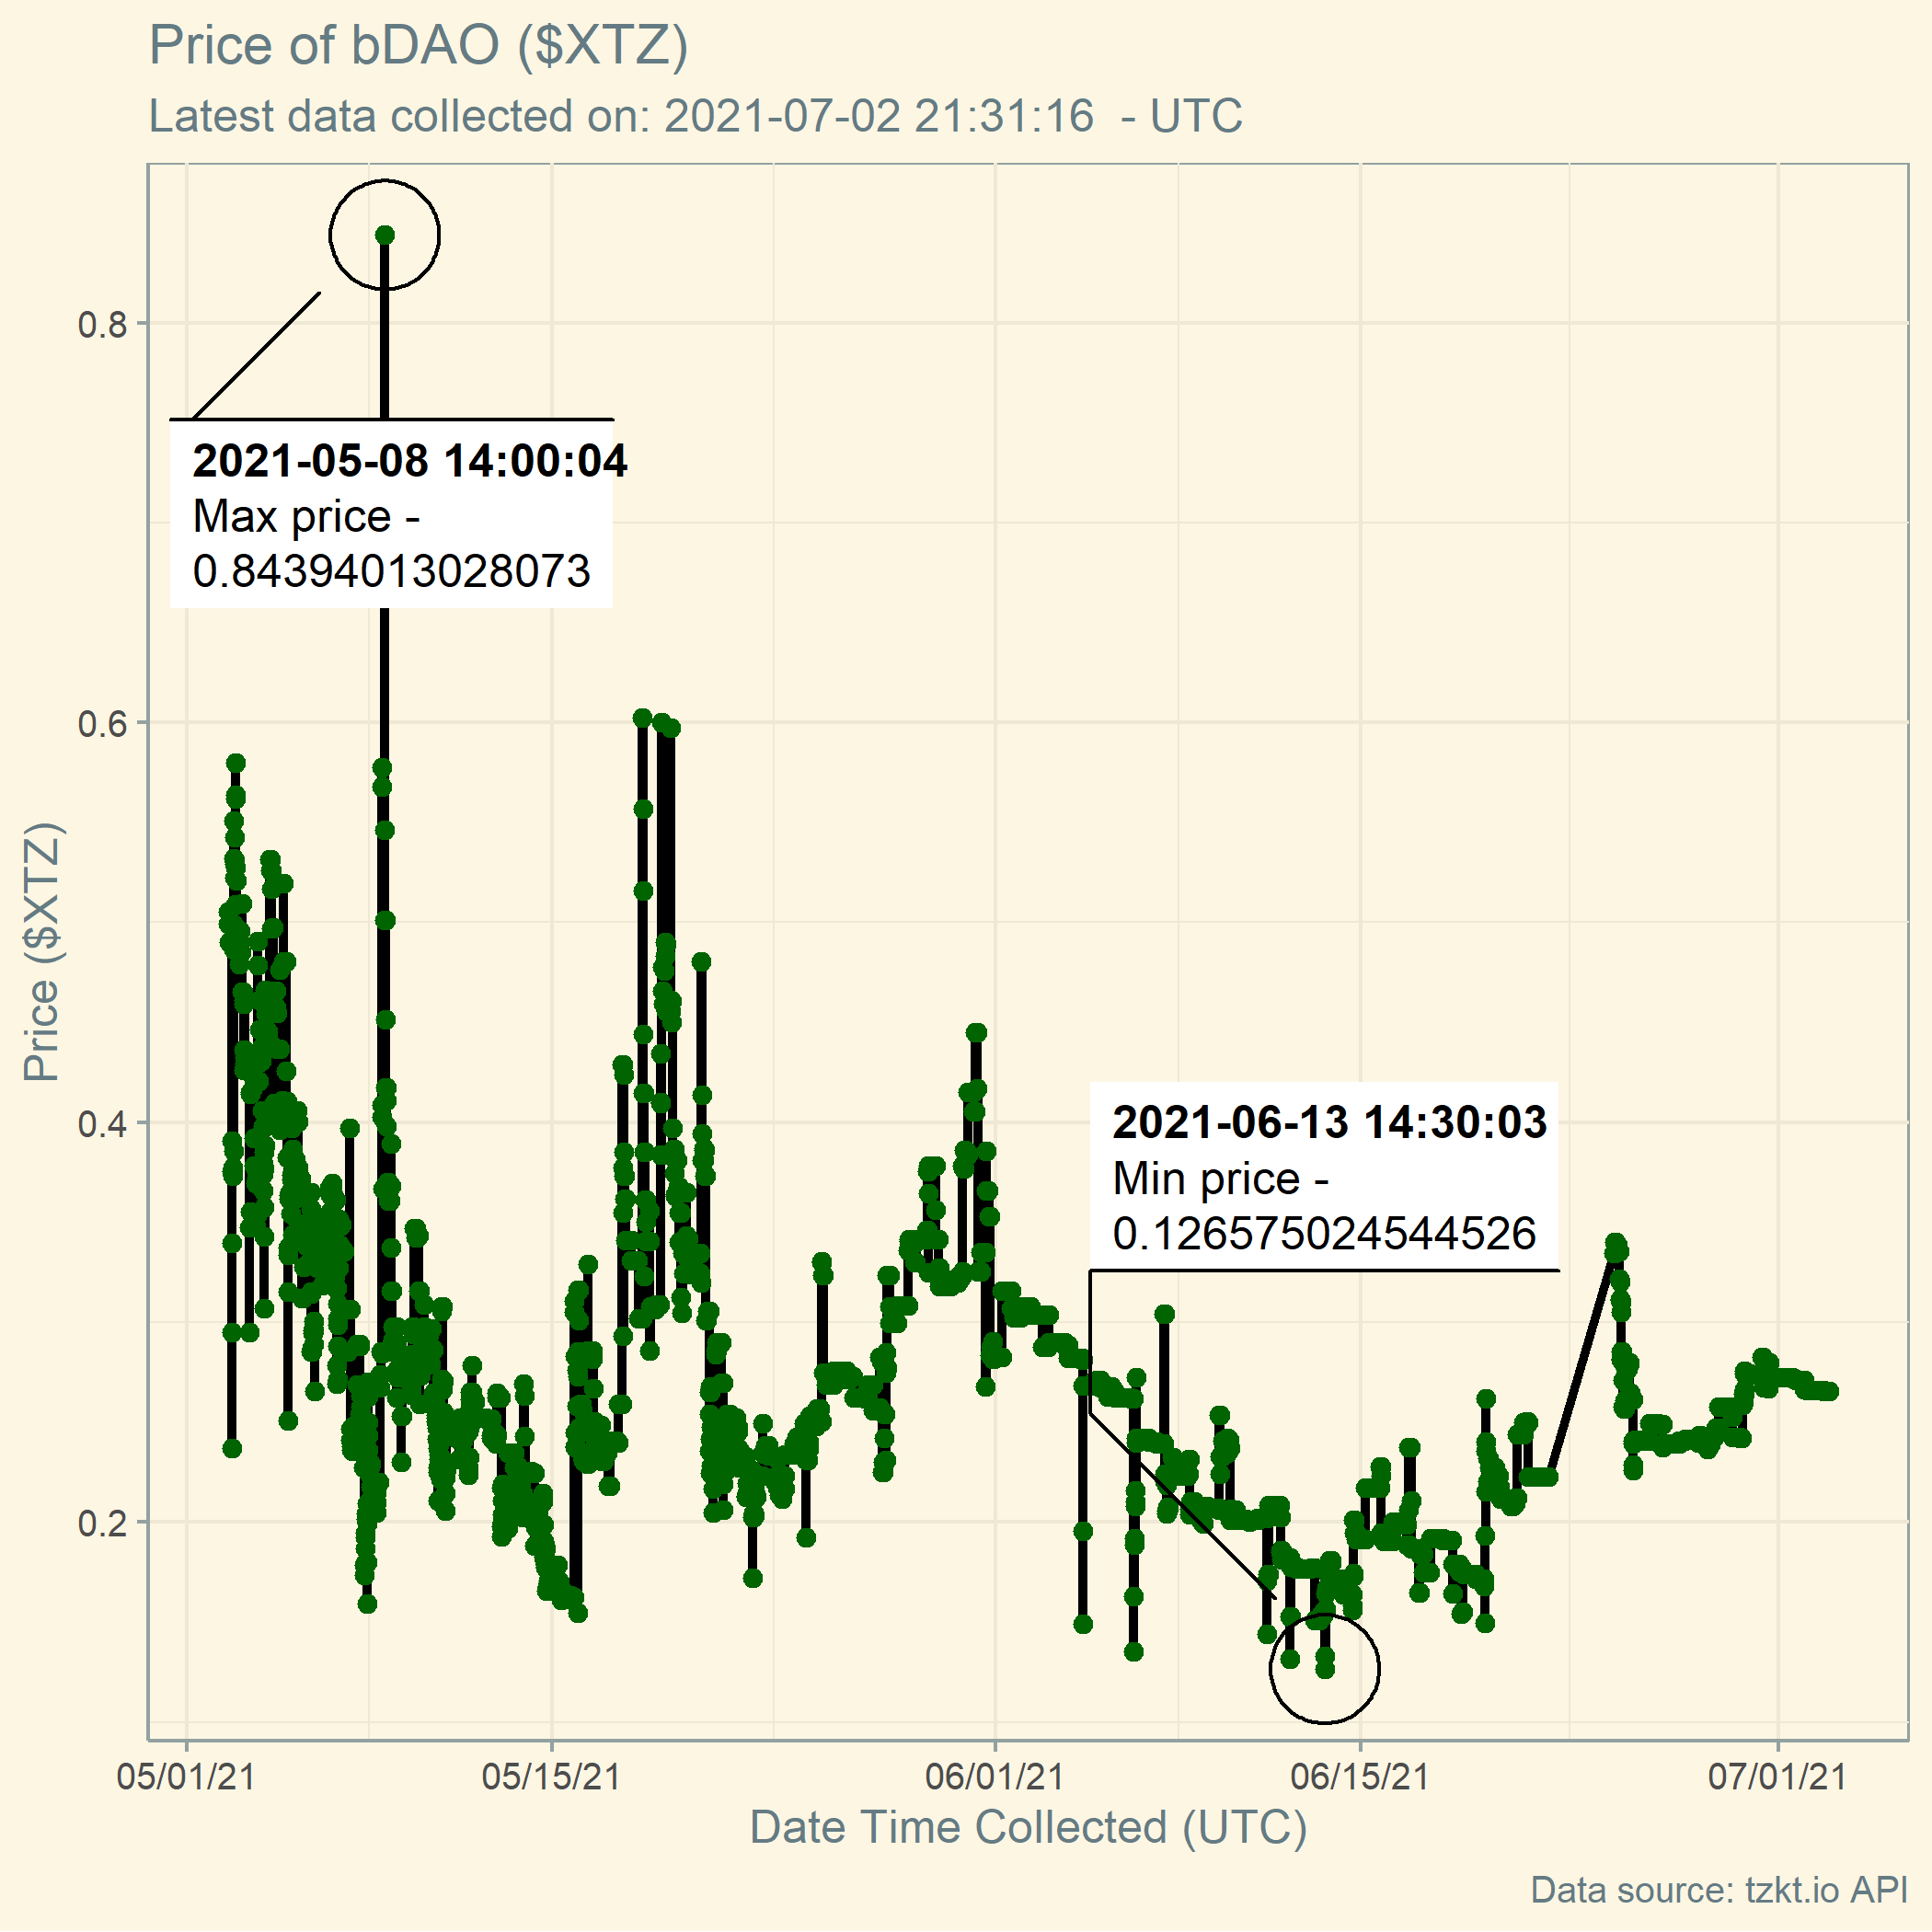 Price of bDAO ($XTZ)
Latest data collected on: 2021-07-02 21:31:16  - UTC
Price ($XTZ)
0.8
0.6
0.4
0.2
2021-05-08 14:00:04
Max price -
0.84394013028073
2021-06-13 14:30:03
Min price -
0.126575024544526
05/01/21
05/15/21
06/01/21
06/15/21
07/01/21
Date Time Collected (UTC)
Data source: tzkt.io API